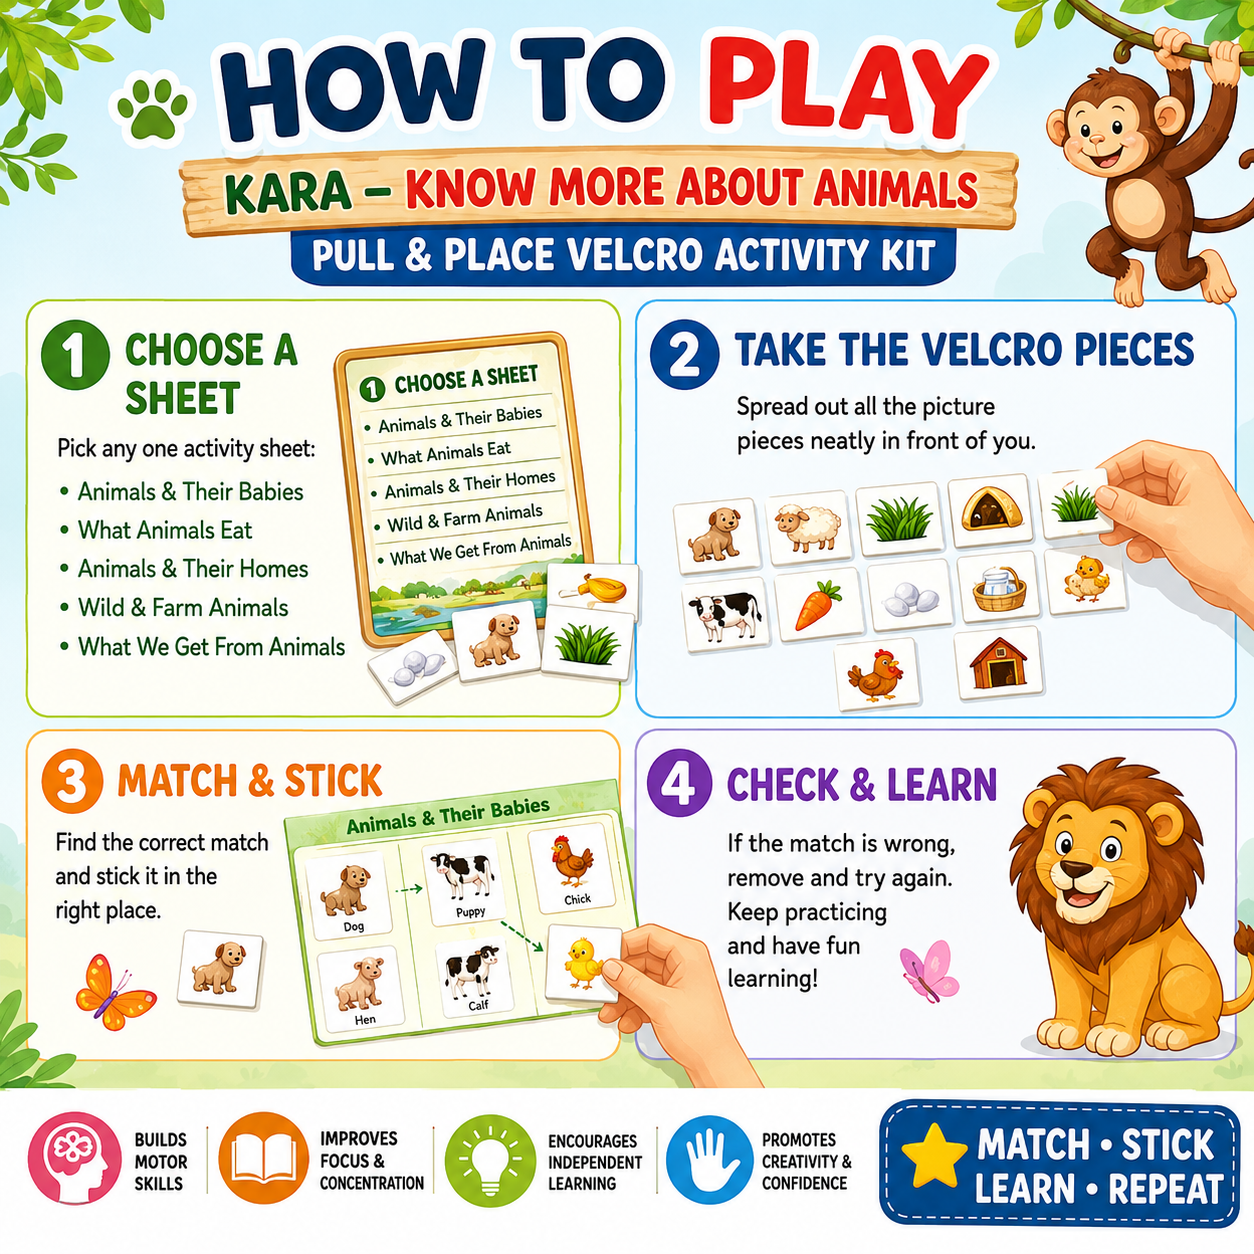 HOW TO PLAY
KARA – KNOW MORE ABOUT ANIMALS
PULL & PLACE VELCRO ACTIVITY KIT
1 CHOOSE A
SHEET
Pick any one activity sheet:
• Animals & Their Babies
• What Animals Eat
• Animals & Their Homes
• Wild & Farm Animals
• What We Get From Animals
1 CHOOSE A SHEET
• Animals & Their Babies
• What Animals Eat
• Animals & Their Homes
• Wild & Farm Animals
• What We Get From Animals
2 TAKE THE VELCRO PIECES
Spread out all the picture
pieces neatly in front of you.
3 MATCH & STICK
Find the correct match
and stick it in the
right place.
Animals & Their Babies
Dog
Puppy
Chick
Hen
Calf
4 CHECK & LEARN
If the match is wrong,
remove and try again.
Keep practicing
and have fun
learning!
BUILDS
MOTOR
SKILLS
IMPROVES
FOCUS &
CONCENTRATION
ENCOURAGES
INDEPENDENT
LEARNING
PROMOTES
CREATIVITY &
CONFIDENCE
MATCH • STICK
LEARN • REPEAT